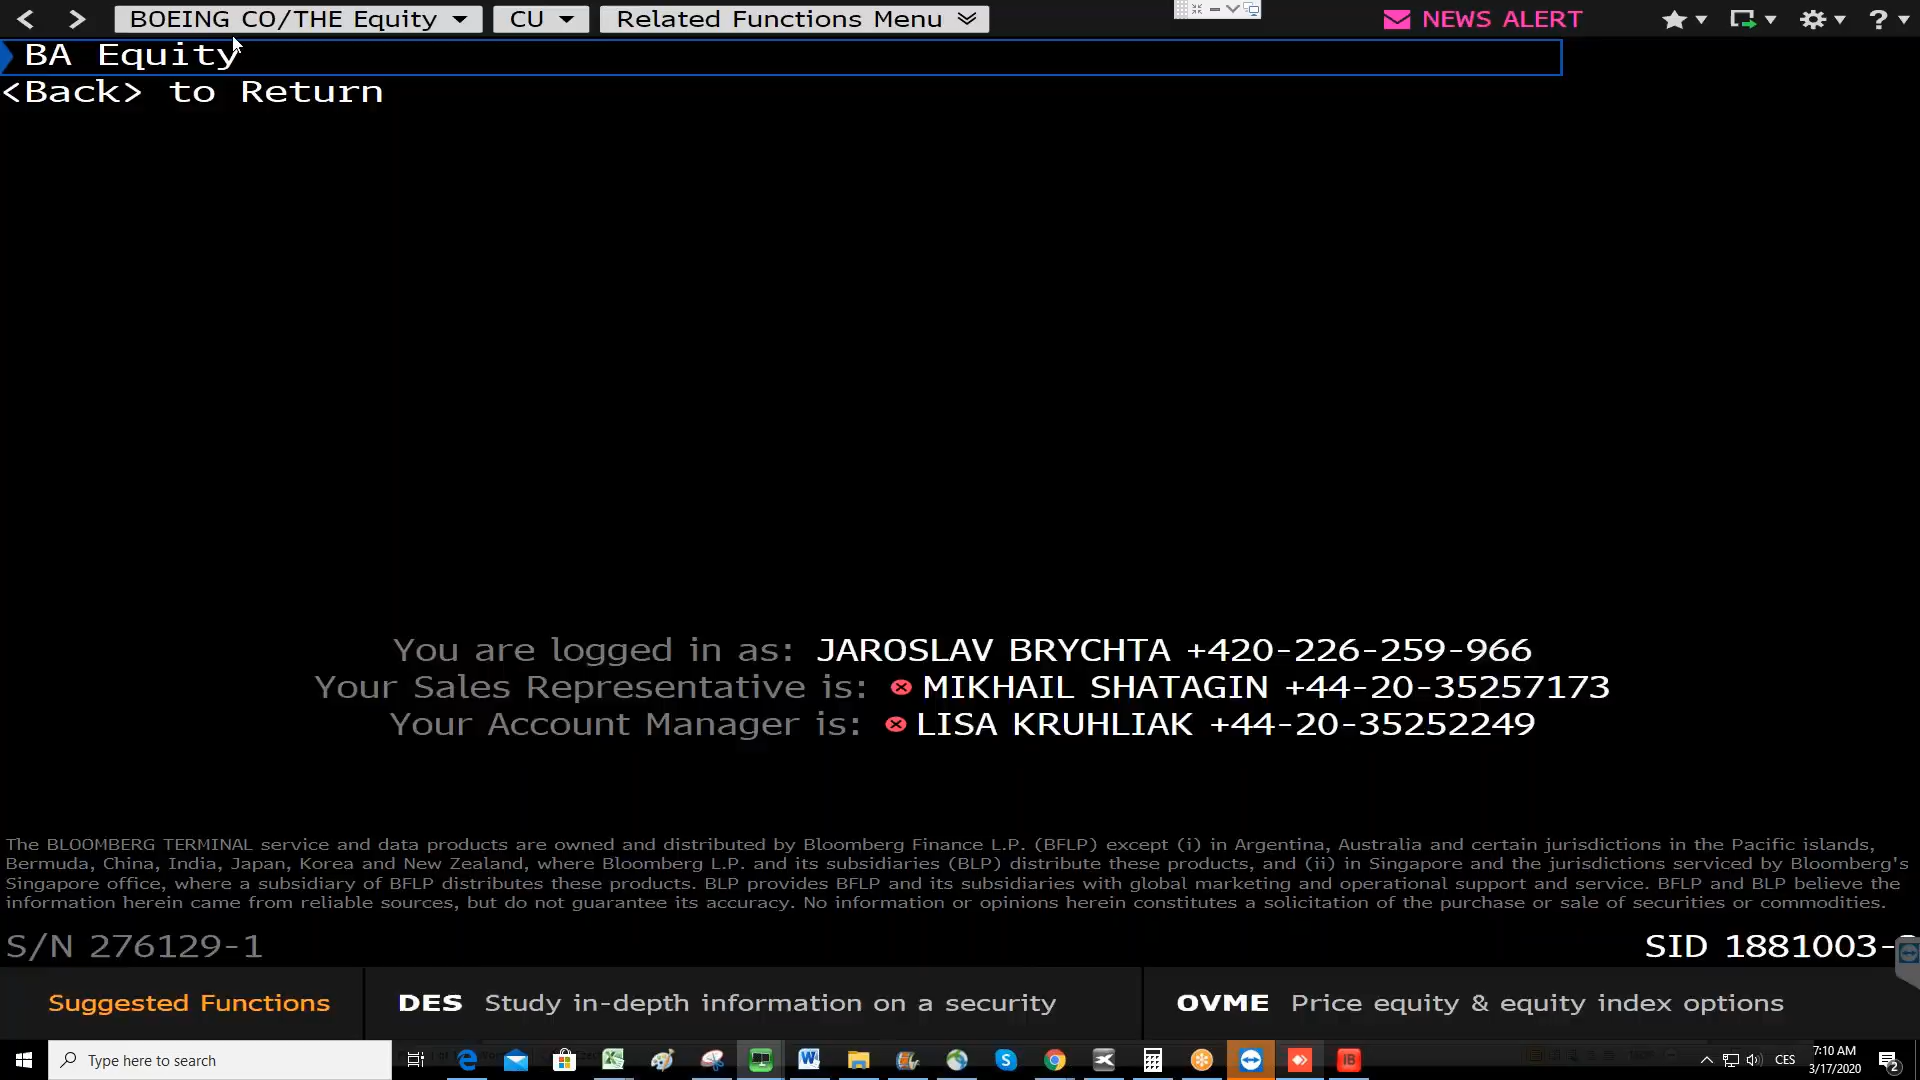 BOEING CO/THE Equity
CU
Related Functions Menu
NEWS ALERT
?
BA Equity
<Back> to Return
You are logged in as: JAROSLAV BRYCHTA +420-226-259-966
Your Sales Representative is: MIKHAIL SHATAGIN +44-20-35257173
Your Account Manager is: LISA KRUHLIAK +44-20-35252249
The BLOOMBERG TERMINAL service and data products are owned and distributed by Bloomberg Finance L.P. (BFLP) except (i) in Argentina, Australia and certain jurisdictions in the Pacific islands,
Bermuda, China, India, Japan, Korea and New Zealand, where Bloomberg L.P. and its subsidiaries (BLP) distribute these products, and (ii) in Singapore and the jurisdictions serviced by Bloomberg's
Singapore office, where a subsidiary of BFLP distributes these products. BLP provides BFLP and its subsidiaries with global marketing and operational support and service. BFLP and BLP believe the
information herein came from reliable sources, but do not guarantee its accuracy. No information or opinions herein constitutes a solicitation of the purchase or sale of securities or commodities.
S/N 276129-1
SID 1881003-
Suggested Functions
DES Study in-depth information on a security
OVME Price equity & equity index options
Type here to search
IB
CES
7:10 AM
3/17/2020
2